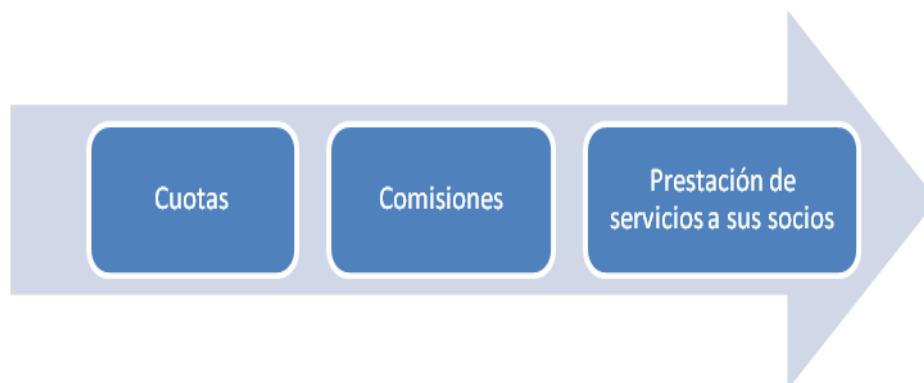 Cuotas
Comisiones
Prestación de
servicios a sus socios